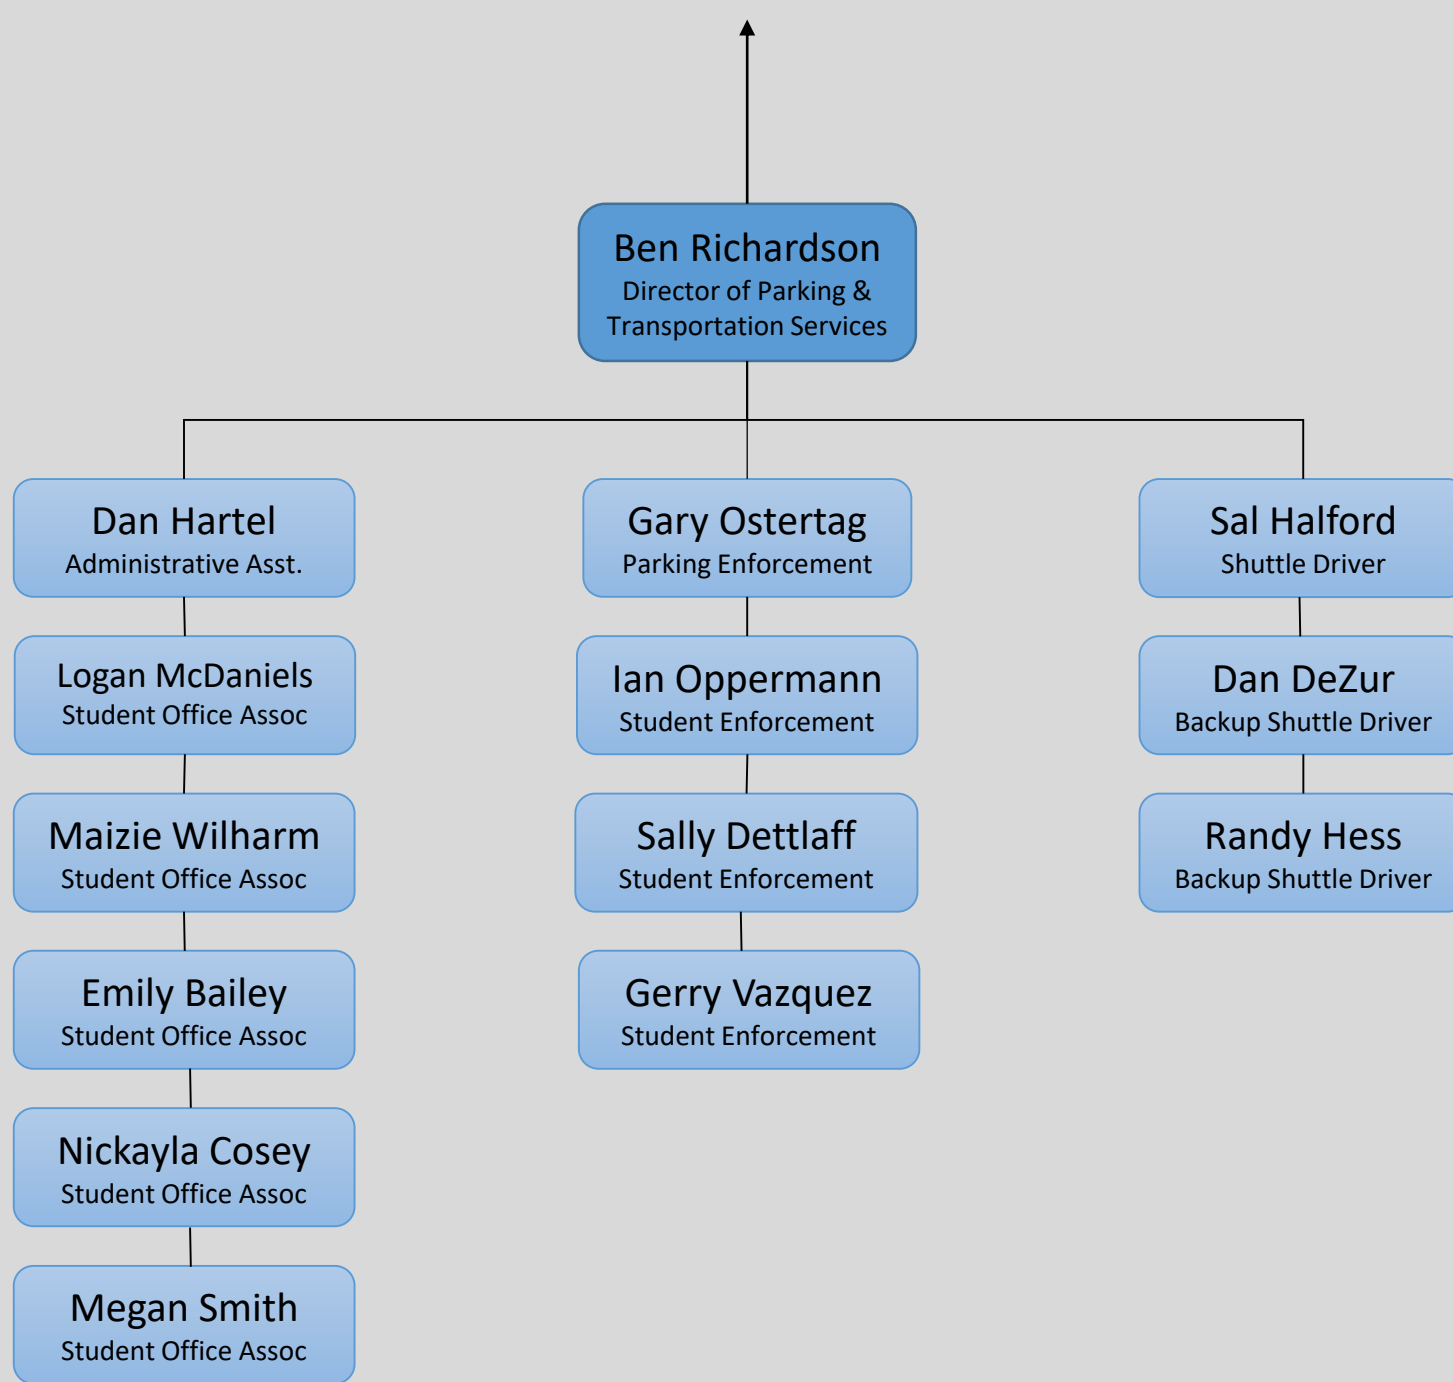 Ben Richardson
Director of Parking &
Transportation Services
Dan Hartel
Administrative Asst.
Logan McDaniels
Student Office Assoc
Maizie Wilharm
Student Office Assoc
Emily Bailey
Student Office Assoc
Nickayla Cosey
Student Office Assoc
Megan Smith
Student Office Assoc
Gary Ostertag
Parking Enforcement
Ian Oppermann
Student Enforcement
Sally Dettlaff
Student Enforcement
Gerry Vazquez
Student Enforcement
Sal Halford
Shuttle Driver
Dan DeZur
Backup Shuttle Driver
Randy Hess
Backup Shuttle Driver